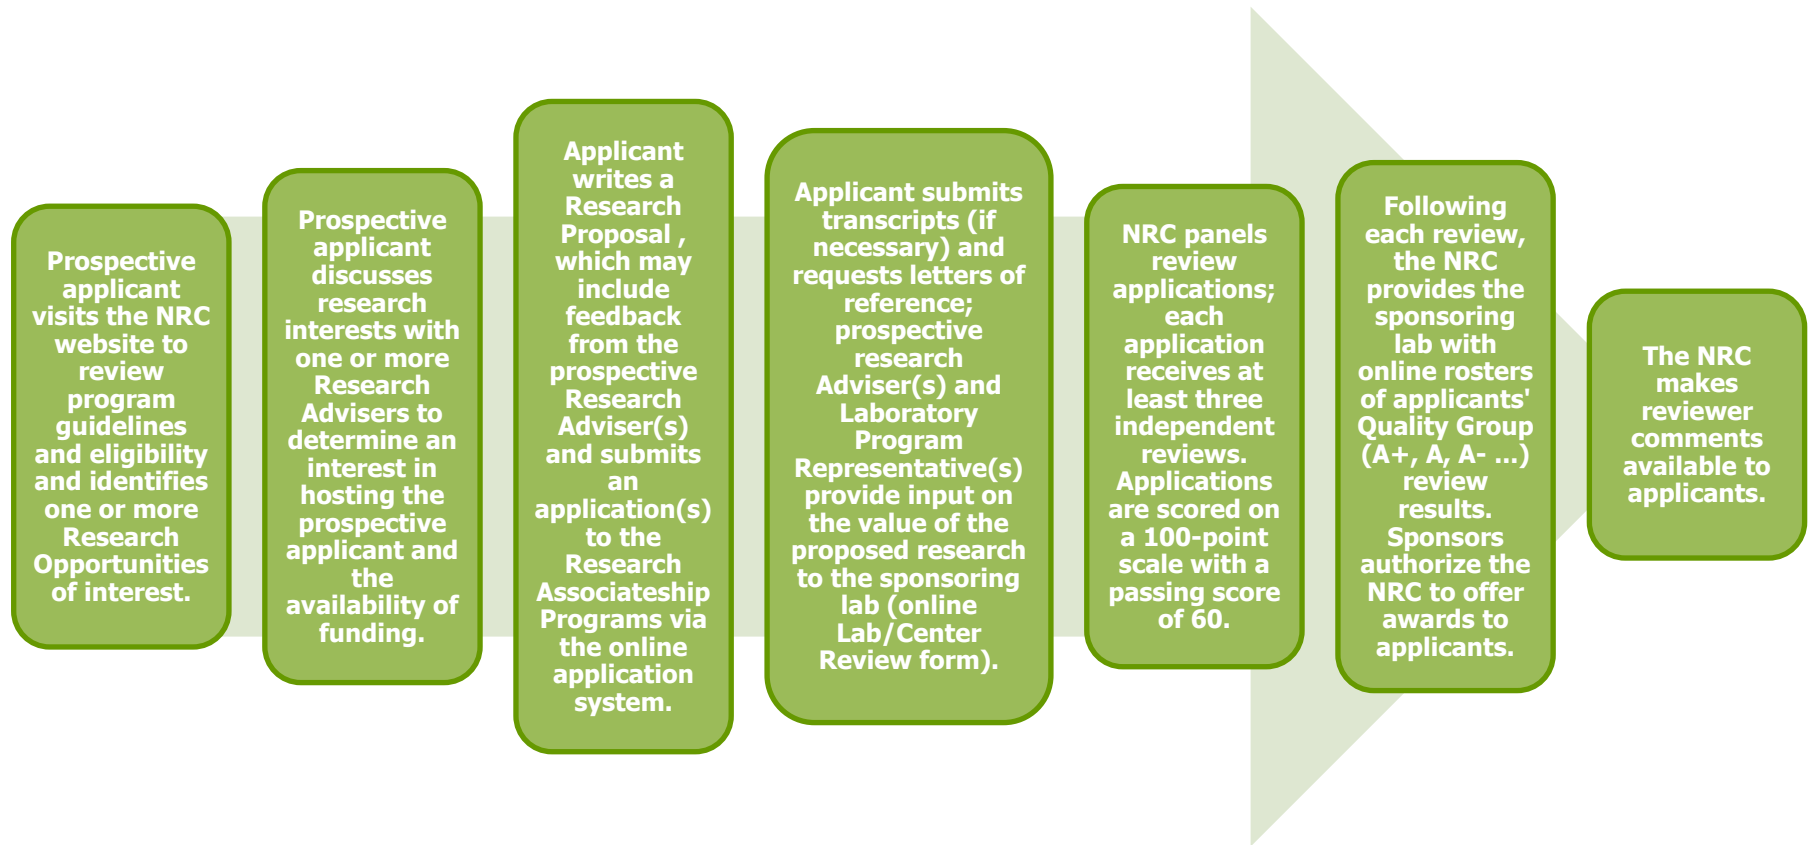 Prospective
applicant
visits the NRC
website to
review
program
guidelines
and eligibility
and identifies
one or more
Research
Opportunities
of interest.
Prospective
applicant
discusses
research
interests with
one or more
Research
Advisers to
determine an
interest in
hosting the
prospective
applicant and
the
availability of
funding.
Applicant
writes a
Research
Proposal ,
which may
include
feedback
from the
prospective
Research
Adviser(s)
and submits
an
application(s)
to the
Research
Associateship
Programs via
the online
application
system.
Applicant submits
transcripts (if
necessary) and
requests letters of
reference;
prospective
research
Adviser(s) and
Laboratory
Program
Representative(s)
provide input on
the value of the
proposed research
to the sponsoring
lab (online
Lab/Center
Review form).
NRC panels
review
applications;
each
application
receives at
least three
independent
reviews.
Applications
are scored on
a 100-point
scale with a
passing score
of 60.
Following
each review,
the NRC
provides the
sponsoring
lab with
online rosters
of applicants'
Quality Group
(A+, A, A- ...)
review
results.
Sponsors
authorize the
NRC to offer
awards to
applicants.
The NRC
makes
reviewer
comments
available to
applicants.